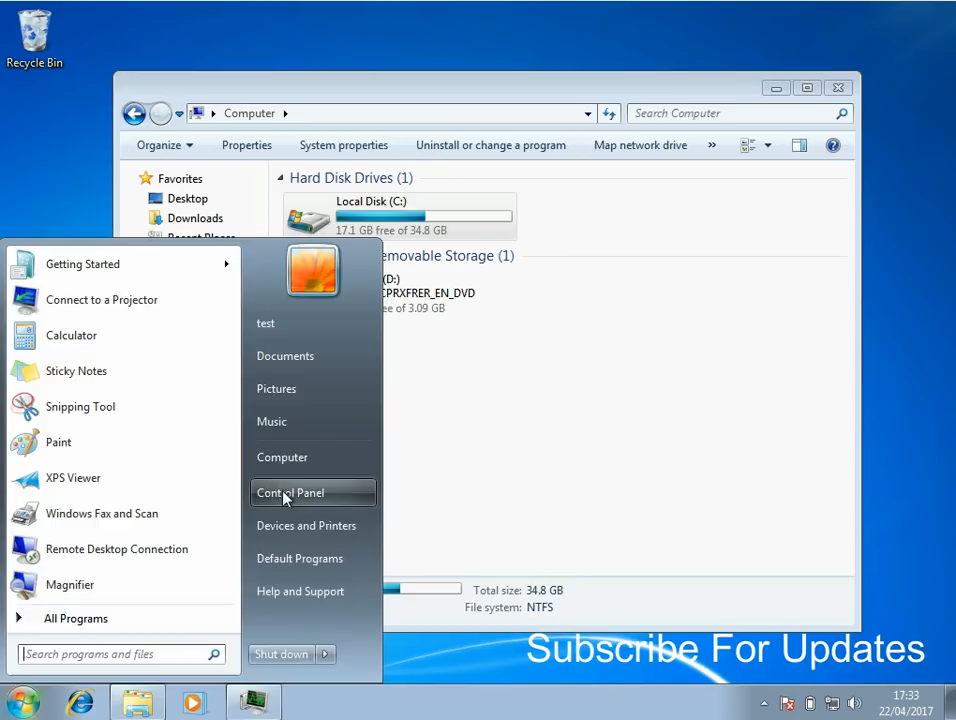 Recycle Bin
Computer
Search Computer
Organize
Properties
System properties
Uninstall or change a program
Map network drive
»
Favorites
Desktop
Downloads
Hard Disk Drives (1)
Local Disk (C:)
17.1 GB free of 34.8 GB
emovable Storage (1)
(D:)
CPRXFRER_EN_DVD
ee of 3.09 GB
Getting Started
Connect to a Projector
Calculator
Sticky Notes
Snipping Tool
Paint
XPS Viewer
Windows Fax and Scan
Remote Desktop Connection
Magnifier
All Programs
Search programs and files
test
Documents
Pictures
Music
Computer
Control Panel
Devices and Printers
Default Programs
Help and Support
Shut down
Total size: 34.8 GB
File system: NTFS
Subscribe For Updates
17:33
22/04/2017